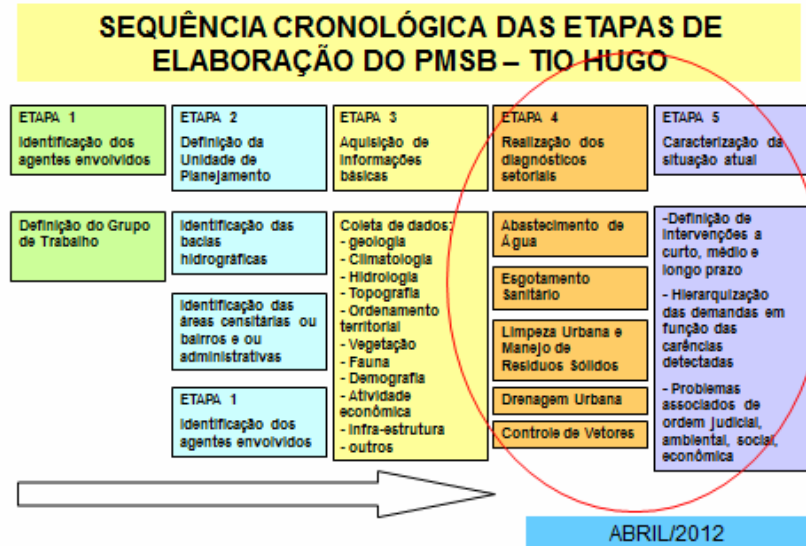 SEQUÊNCIA CRONOLÓGICA DAS ETAPAS DE
ELABORAÇÃO DO PMSB – TIO HUGO
ETAPA 1
Identificação dos
agentes envolvidos
Definição do Grupo
de Trabalho
ETAPA 2
Definição da
Unidade de
Planejamento
Identificação das
bacias
hidrográficas
Identificação das
áreas censitárias ou
bairros e ou
administrativas
ETAPA 1
Identificação dos
agentes envolvidos
ETAPA 3
Aquisição de
informações
básicas
Coleta de dados:
- geologia
- Climatologia
- Hidrologia
- Topografia
- Ordenamento
territorial
- Vegetação
- Fauna
- Demografia
- Atividade
econômica
- Infra-estrutura
- outros
ETAPA 4
Realização dos
diagnósticos
setoriais
Abastecimento de
Água
Esgotamento
Sanitário
Limpeza Urbana e
Manejo de
Resíduos Sólidos
Drenagem Urbana
Controle de Vetores
ETAPA 5
Caracterização da
situação atual
-Definição de
intervenções a
curto, médio e
longo prazo
- Hierarquização
das demandas em
função das
carências
detectadas
- Problemas
associados de
ordem judicial,
ambiental, social,
econômica
ABRIL/2012